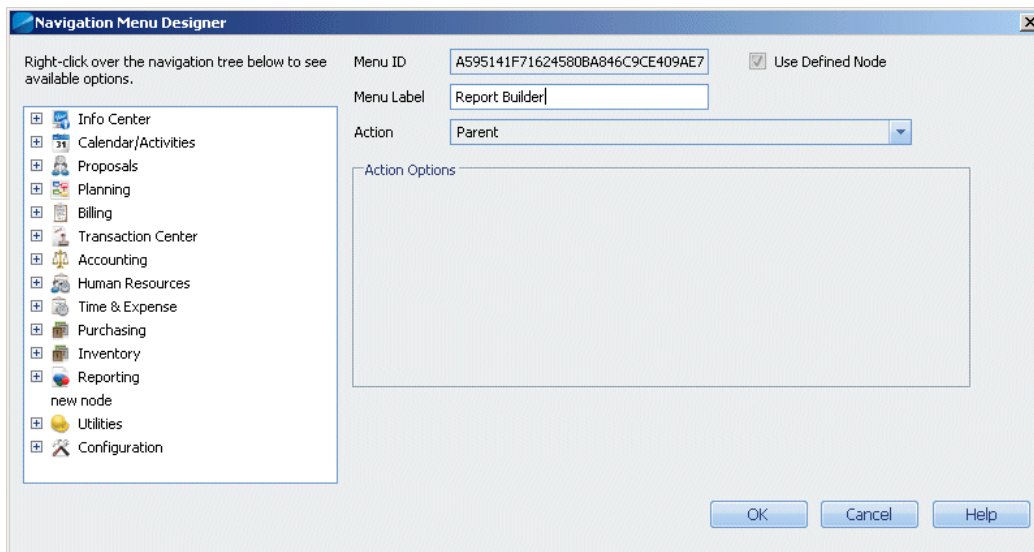 Navigation Menu Designer
Right-click over the navigation tree below to see
available options.
Menu ID A595141F71624580BA846C9CE409AE7 Use Defined Node
Menu Label Report Builder
Action Parent
Action Options
Info Center
31 Calendar/Activities
Proposals
Planning
Billing
Transaction Center
Accounting
Human Resources
Time & Expense
Purchasing
Inventory
Reporting
new node
Utilities
Configuration
OK Cancel Help